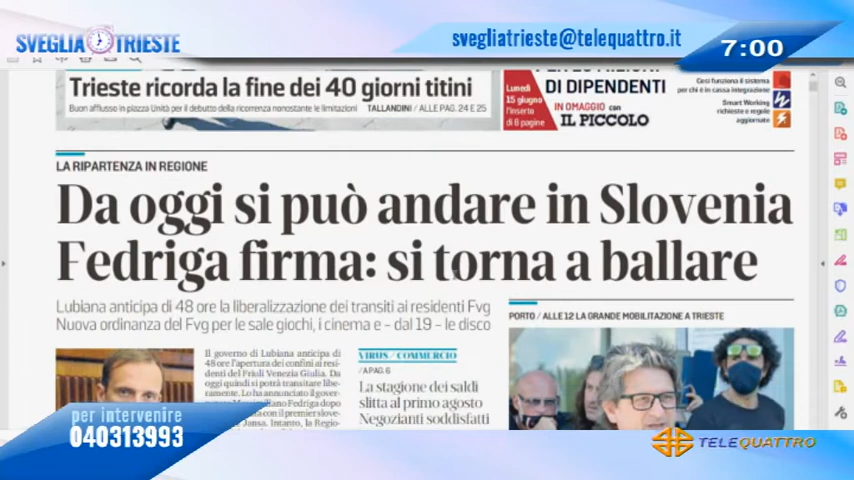 SVEGLIA TRIESTE
svegliatrieste@telequattro.it
7:00
Trieste ricorda la fine dei 40 giorni titini
Buon afflusso in piazza Unità per il debutto della ricorrenza nonostante le limitazioni
TALLANDINI / ALLE PAG. 24 E 25
Lunedì
15 giugno
l'inserto
di 8 pagine
DI DIPENDENTI
IN OMAGGIO con
IL PICCOLO
Così funziona il sistema
per chi è in cassa integrazione
Smart Working
richieste e regole
aggiornate
LA RIPARTENZA IN REGIONE
Da oggi si può andare in Slovenia
Fedriga firma: si torna a ballare
Lubiana anticipa di 48 ore la liberalizzazione dei transiti ai residenti Fvg
Nuova ordinanza del Fvg per le sale giochi, i cinema e – dal 19 – le disco
Il governo di Lubiana anticipa di
48 ore l'apertura dei confini ai resi-
denti del Friuli Venezia Giulia. Da
oggi quindi si potrà transitare libe-
ramente. Lo ha annunciato il gover-
Fedriga dopo
con il premier slove-
Jansa. Intanto, la Regio-
VIRUS / COMMERCIO
/ A PAG. 6
La stagione dei saldi
slitta al primo agosto
Negozianti soddisfatti
PORTO / ALLE 12 LA GRANDE MOBILITAZIONE A TRIESTE
per intervenire
040313993
TELEQUATTRO